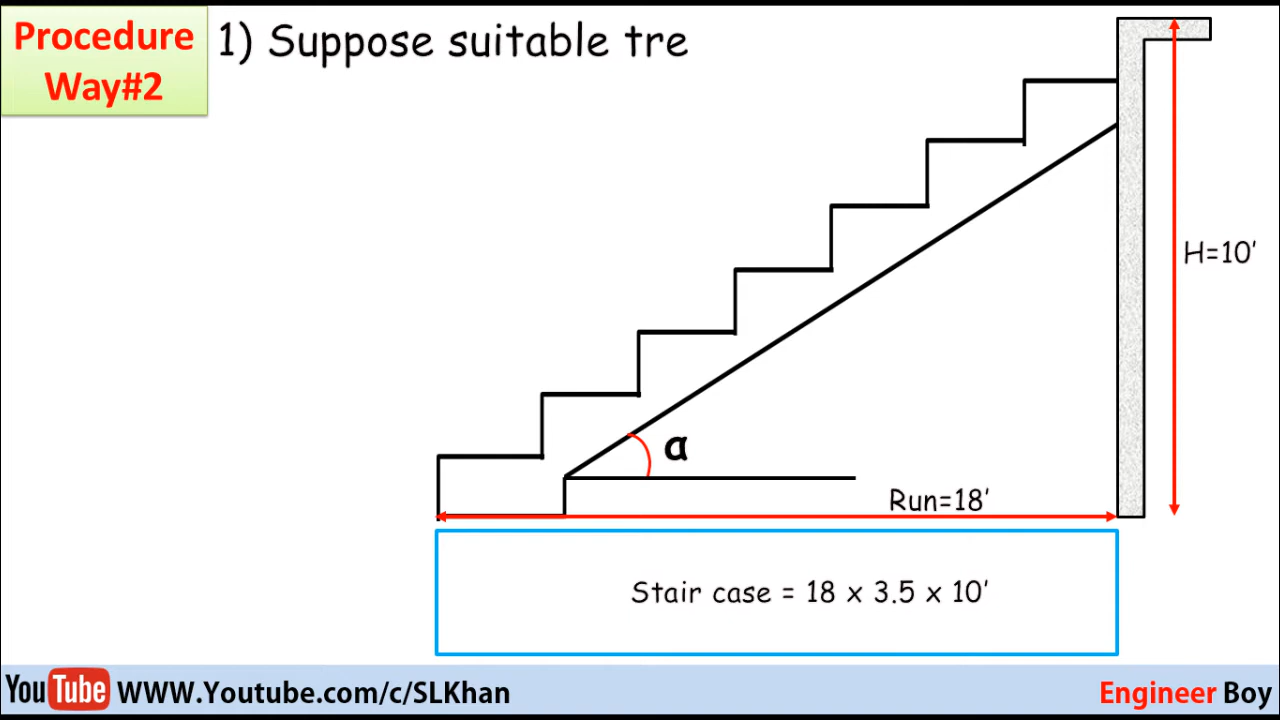 Procedure
Way#2
1) Suppose suitable tre
H=10'
α
Run=18'
Stair case = 18 x 3.5 x 10'
YouTube WWW.Youtube.com/c/SLKhan
Engineer Boy